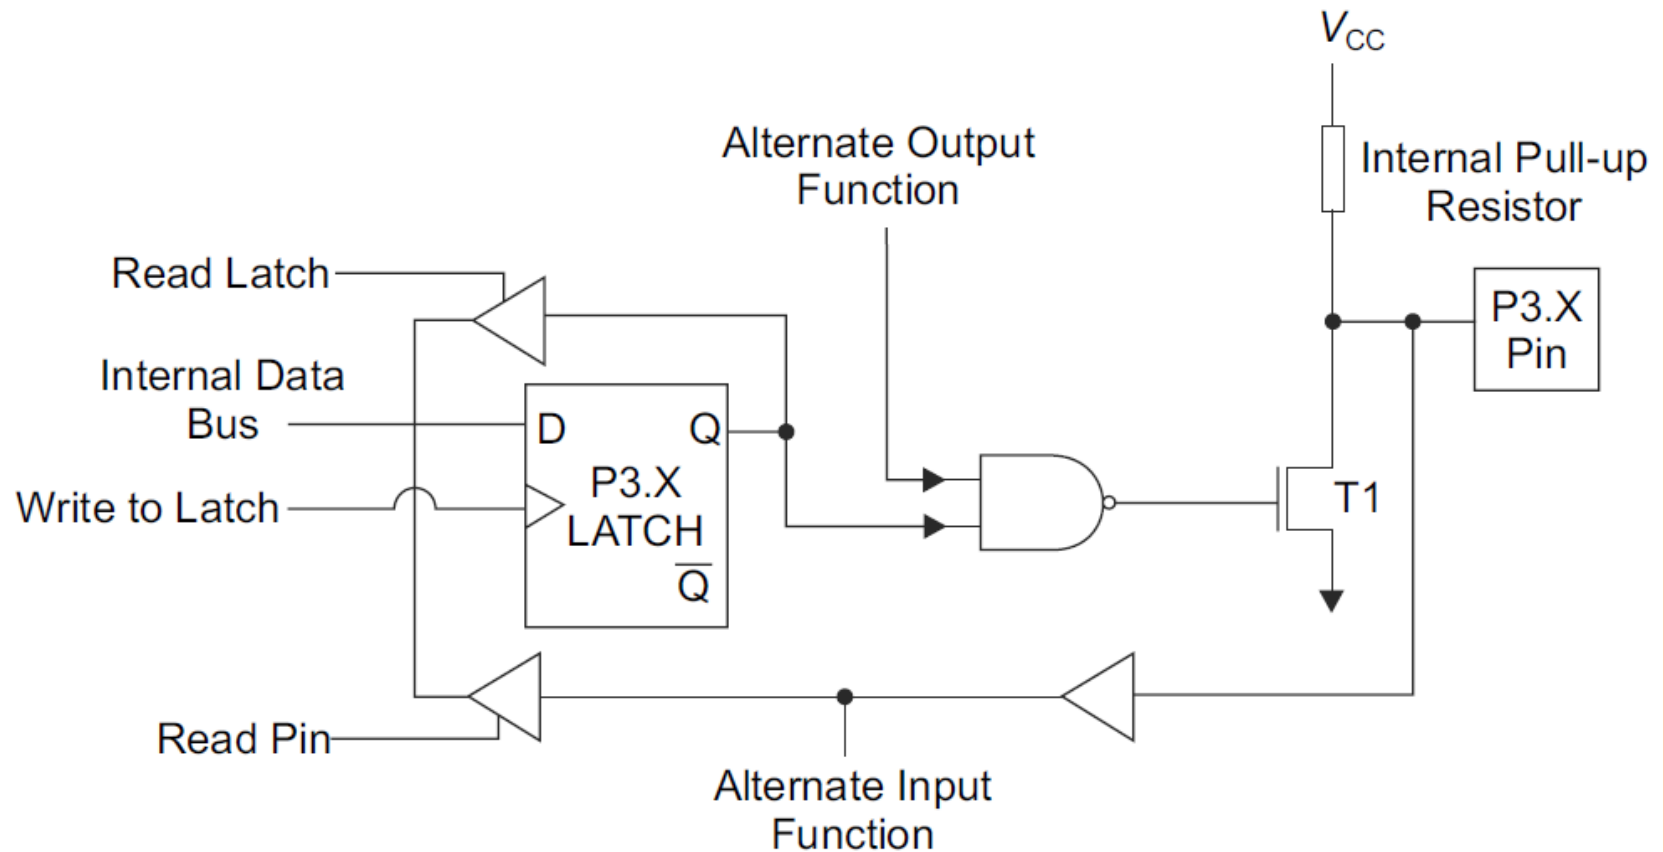 V_CC
Alternate Output
Function
Internal Pull-up
Resistor
Read Latch
P3.X
Pin
Internal Data
Bus
D
Q
P3.X
LATCH
Q̅
Write to Latch
T1
Read Pin
Alternate Input
Function